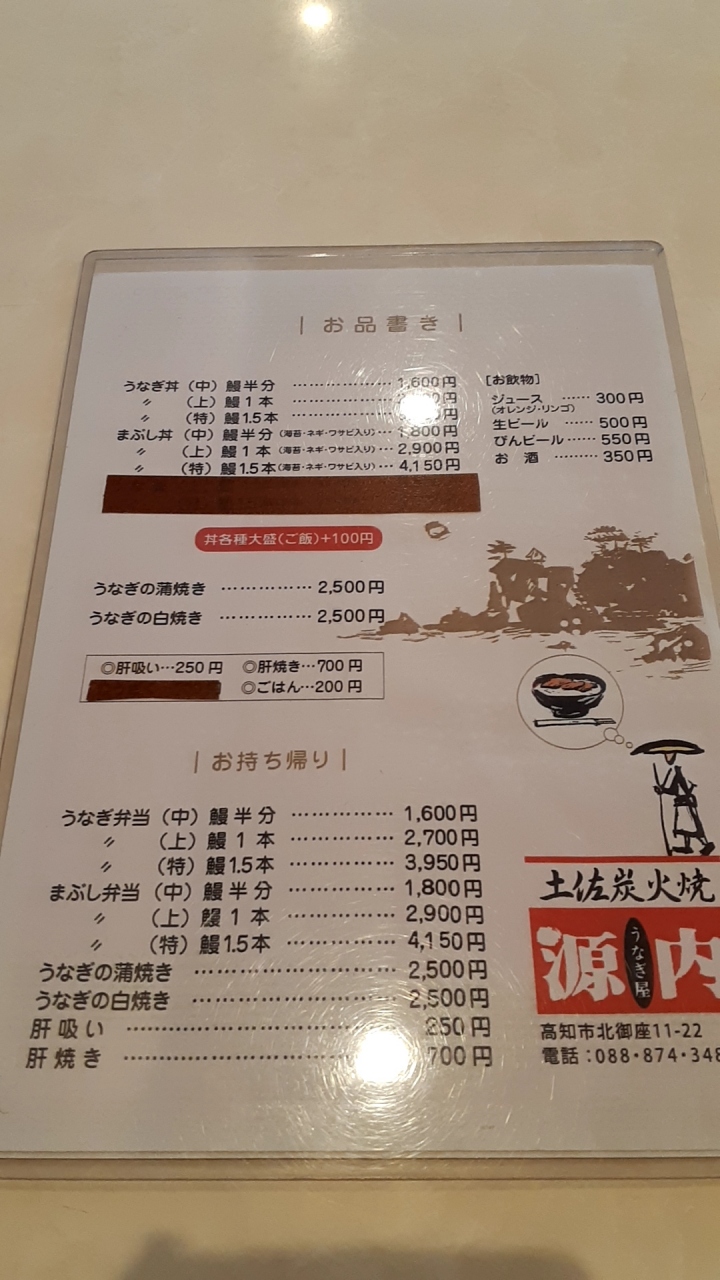 お品書き
うなぎ丼（中）鰻半分 ……………… 1,600円
〃（上）鰻1本 ……………… 円
〃（特）鰻1.5本 ……………… 円
まぶし丼（中）鰻半分（海苔・ネギ・ワサビ入り）… 1,800円
〃（上）鰻1本（海苔・ネギ・ワサビ入り）… 2,900円
〃（特）鰻1.5本（海苔・ネギ・ワサビ入り）… 4,150円
丼各種大盛（ご飯）+100円
うなぎの蒲焼き …………… 2,500円
うなぎの白焼き …………… 2,500円
◎肝吸い…250円 ◎肝焼き…700円
◎ごはん…200円
［お飲物］
ジュース …… 300円
（オレンジ・リンゴ）
生ビール …… 500円
びんビール …… 550円
お酒 ……… 350円
お持ち帰り
うなぎ弁当（中）鰻半分 …………… 1,600円
〃（上）鰻1本 …………… 2,700円
〃（特）鰻1.5本 …………… 3,950円
まぶし弁当（中）鰻半分 …………… 1,800円
〃（上）鰻1本 …………… 2,900円
〃（特）鰻1.5本 …………… 4,150円
うなぎの蒲焼き ……………………… 2,500円
うなぎの白焼き ……………………… 2,500円
肝吸い ……………………………… 250円
肝焼き ……………………………… 700円
土佐炭火焼
源内
うなぎ屋
高知市北御座11-22
電話：088・874・348